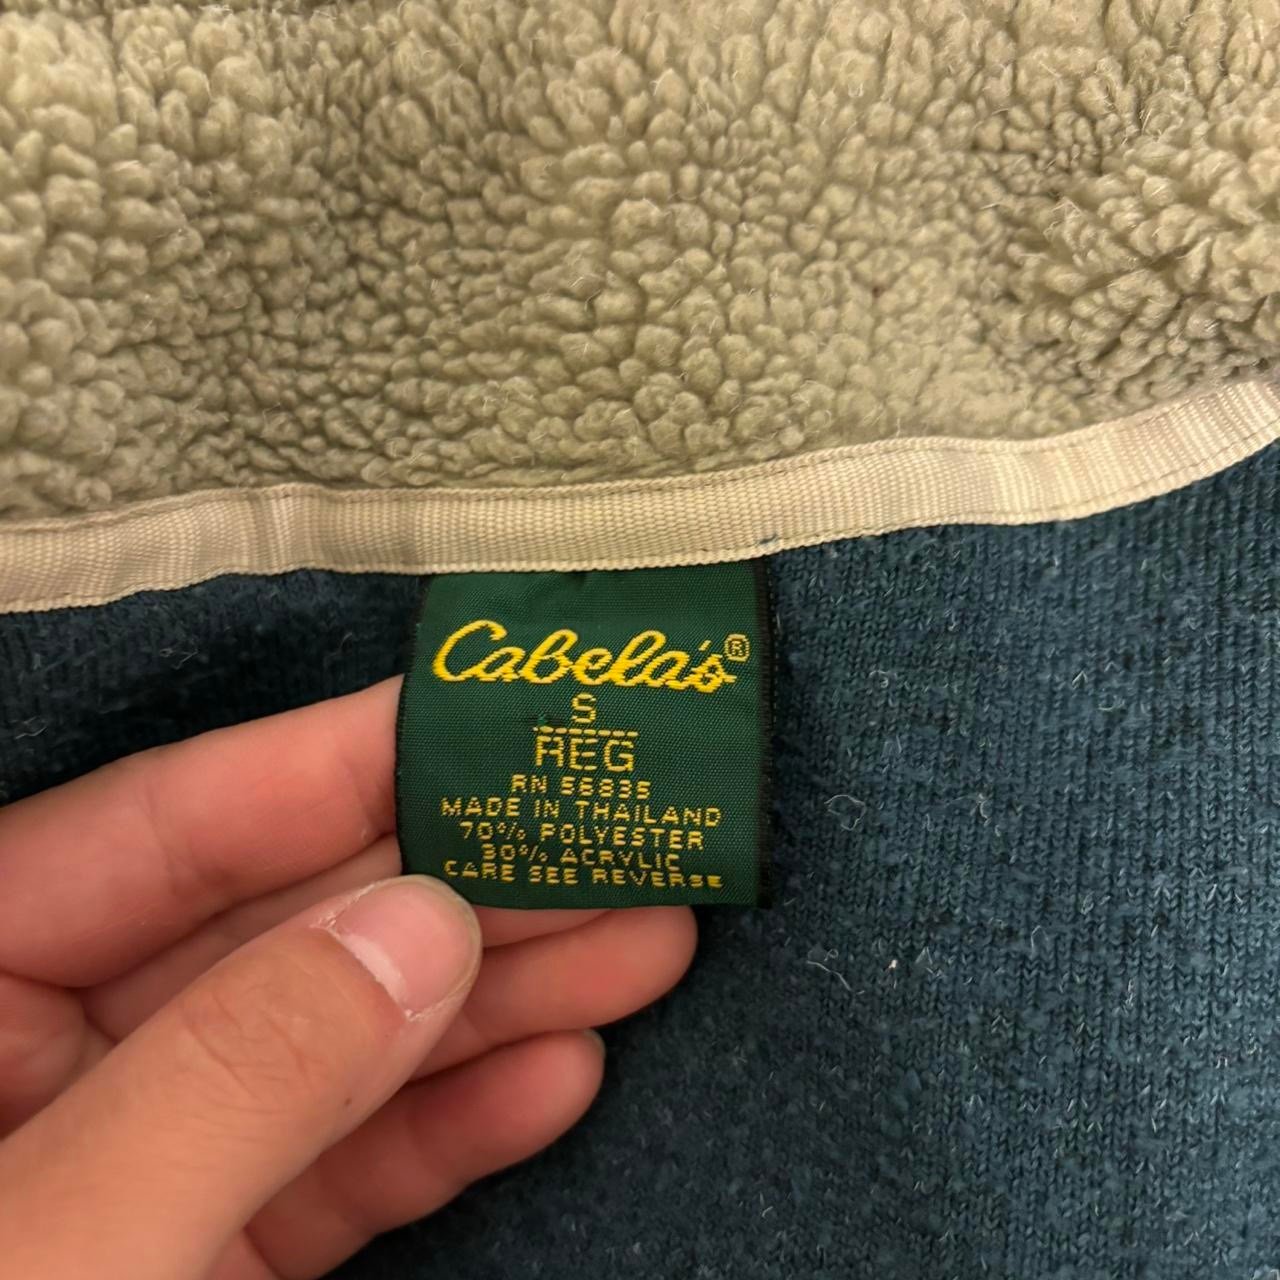 Cabela's®
S
REG
RN 56835
MADE IN THAILAND
70% POLYESTER
30% ACRYLIC
CARE SEE REVERSE